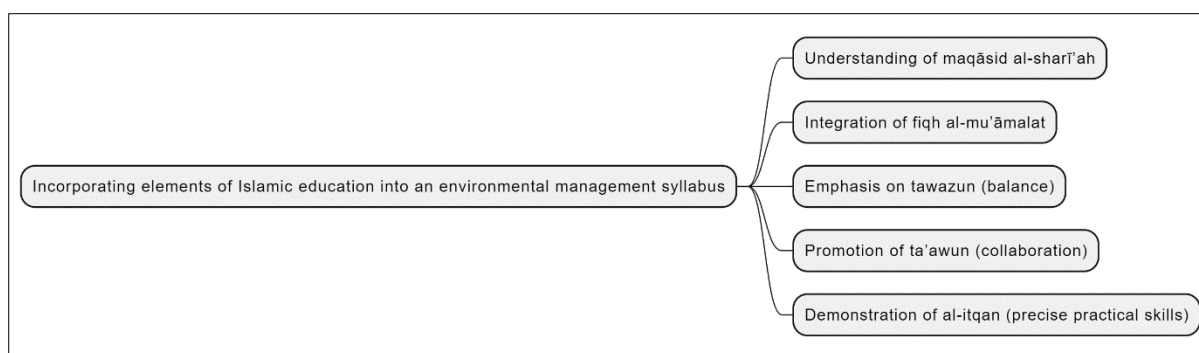 Understanding of maqāsid al-sharī’ah
Integration of fiqh al-mu’āmalat
Incorporating elements of Islamic education into an environmental management syllabus
Emphasis on tawazun (balance)
Promotion of ta’awun (collaboration)
Demonstration of al-itqan (precise practical skills)